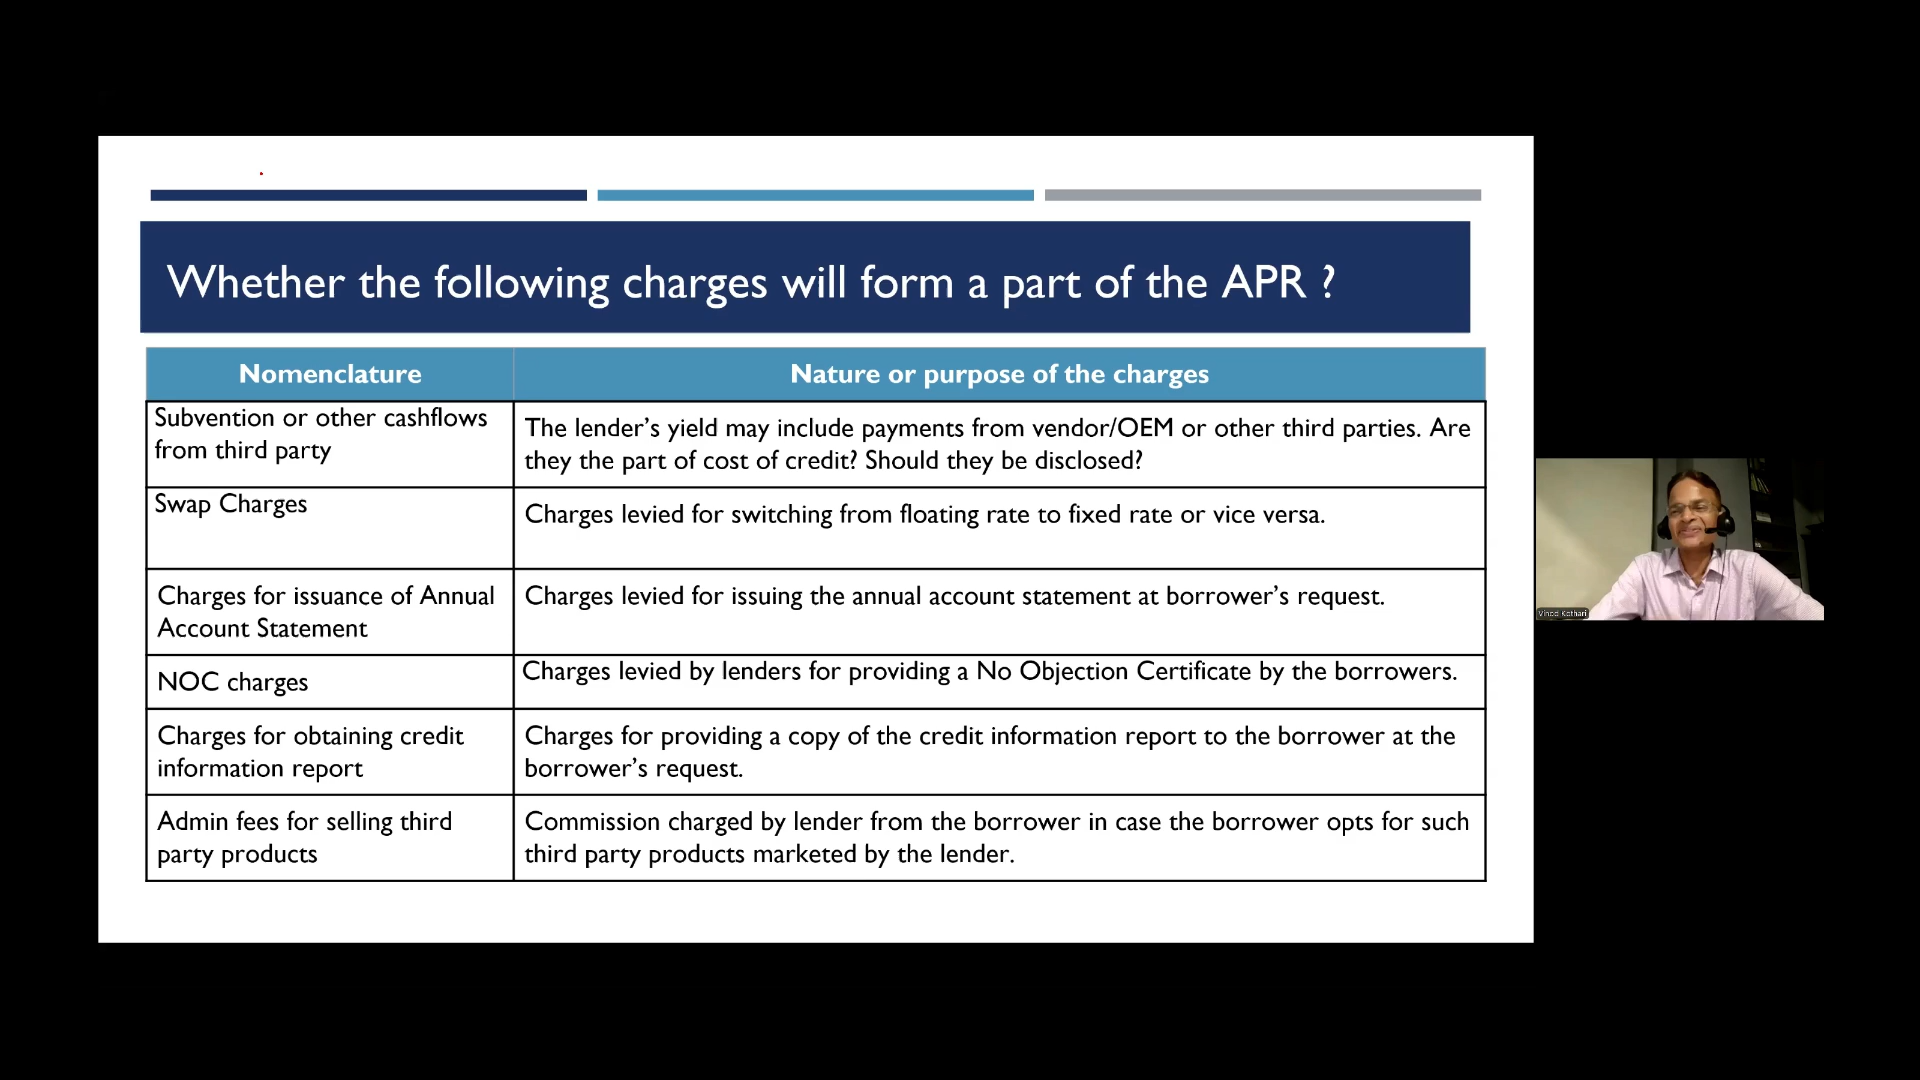 Whether the following charges will form a part of the APR ?
Nomenclature
Nature or purpose of the charges
Subvention or other cashflows
from third party
The lender’s yield may include payments from vendor/OEM or other third parties. Are
they the part of cost of credit? Should they be disclosed?
Swap Charges
Charges levied for switching from floating rate to fixed rate or vice versa.
Charges for issuance of Annual
Account Statement
Charges levied for issuing the annual account statement at borrower’s request.
NOC charges
Charges levied by lenders for providing a No Objection Certificate by the borrowers.
Charges for obtaining credit
information report
Charges for providing a copy of the credit information report to the borrower at the
borrower’s request.
Admin fees for selling third
party products
Commission charged by lender from the borrower in case the borrower opts for such
third party products marketed by the lender.
Vinod Kothari